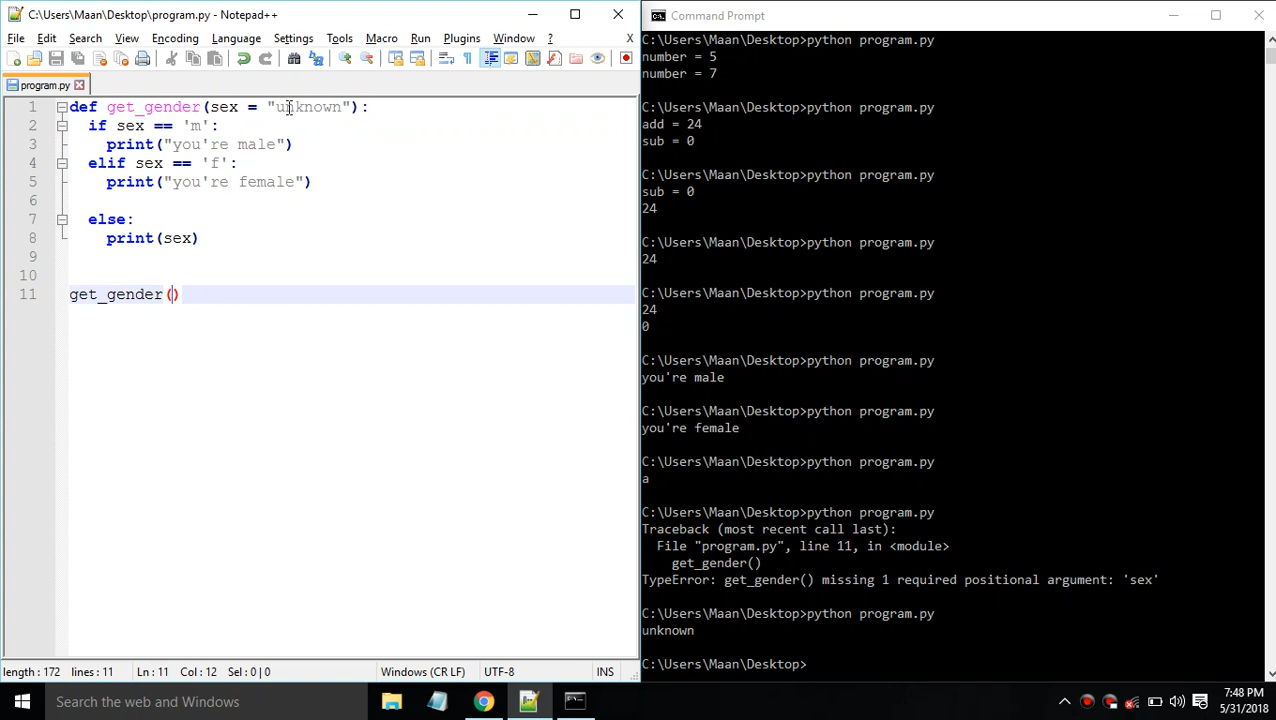 C:\Users\Maan\Desktop\program.py - Notepad++
File Edit Search View Encoding Language Settings Tools Macro Run Plugins Window ?
program.py
1 def get_gender(sex = "unknown"):
2 if sex == 'm':
3 print("you're male")
4 elif sex == 'f':
5 print("you're female")
6
7 else:
8 print(sex)
9
10
11 get_gender()
length : 172 lines : 11 Ln : 11 Col : 12 Sel : 0 | 0 Windows (CR LF) UTF-8 INS
Command Prompt
C:\Users\Maan\Desktop>python program.py
number = 5
number = 7
C:\Users\Maan\Desktop>python program.py
add = 24
sub = 0
C:\Users\Maan\Desktop>python program.py
sub = 0
24
C:\Users\Maan\Desktop>python program.py
24
C:\Users\Maan\Desktop>python program.py
24
0
C:\Users\Maan\Desktop>python program.py
you're male
C:\Users\Maan\Desktop>python program.py
you're female
C:\Users\Maan\Desktop>python program.py
a
C:\Users\Maan\Desktop>python program.py
Traceback (most recent call last):
File "program.py", line 11, in <module>
get_gender()
TypeError: get_gender() missing 1 required positional argument: 'sex'
C:\Users\Maan\Desktop>python program.py
unknown
C:\Users\Maan\Desktop>
Search the web and Windows
7:48 PM
5/31/2018